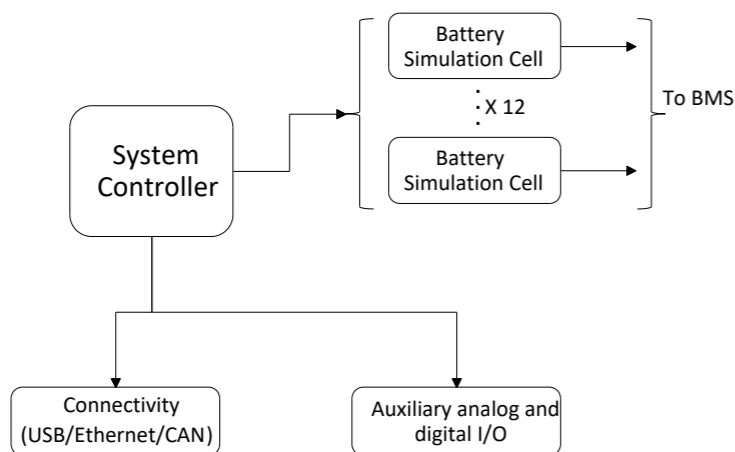 Battery
Simulation Cell
X 12
To BMS
Battery
Simulation Cell
System
Controller
Connectivity
(USB/Ethernet/CAN)
Auxiliary analog and
digital I/O